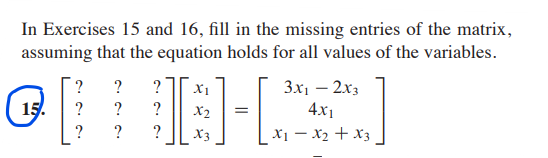 In Exercises 15 and 16, fill in the missing entries of the matrix,
assuming that the equation holds for all values of the variables.
15. [ ? ? ? ] [ x₁ ] = [ 3x₁ − 2x₃ ]
[ ? ? ? ] [ x₂ ] [ 4x₁ ]
[ ? ? ? ] [ x₃ ] [ x₁ − x₂ + x₃ ]